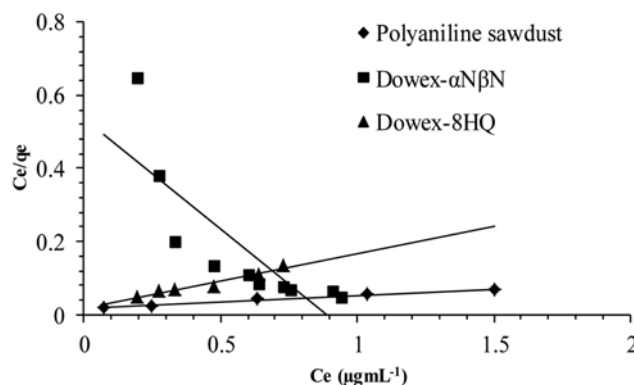 0.8
0.6
0.4
0.2
0
Ce/qe
Polyaniline sawdust
Dowex-αNβN
Dowex-8HQ
0 0.5 1 1.5 2
Ce (µgmL⁻¹)